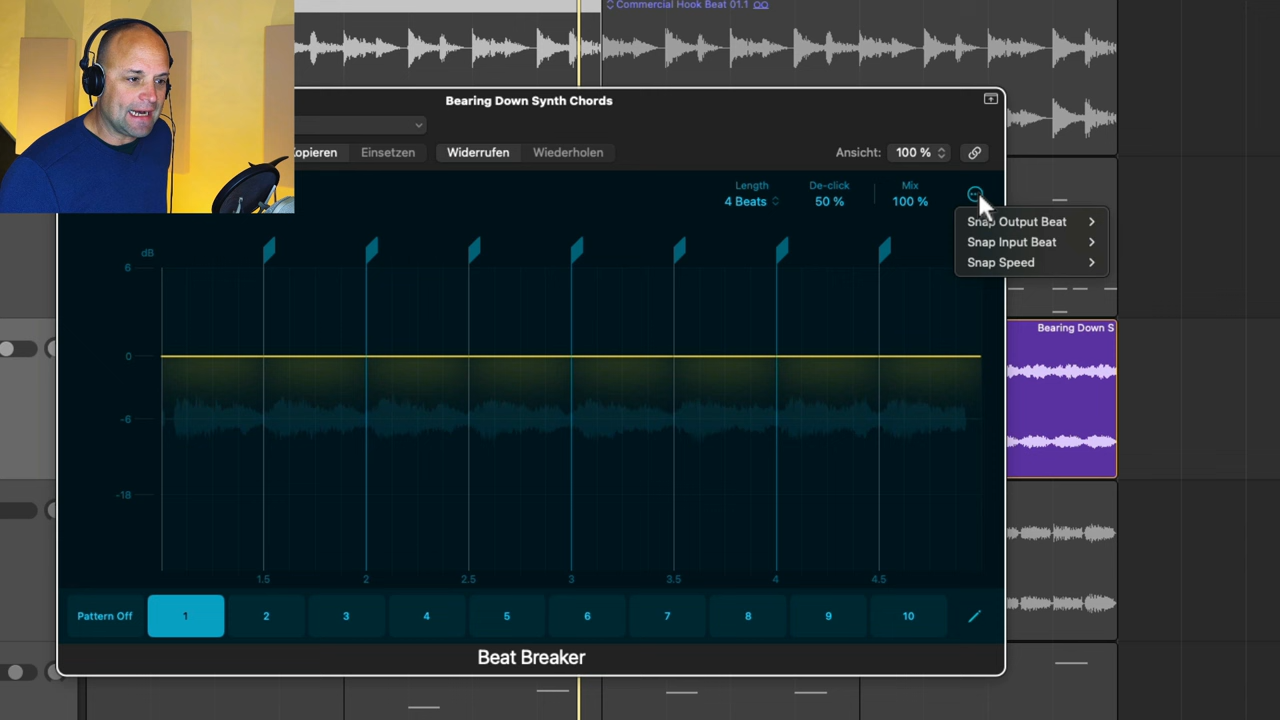 Commercial Hook Beat 01.1
Bearing Down Synth Chords
Einsetzen
Widerrufen
Wiederholen
Ansicht:
100 %
Length
De-click
Mix
4 Beats
50 %
100 %
Snap Output Beat
Snap Input Beat
Snap Speed
dB
6
0
-6
-18
1.5
2
2.5
3
3.5
4
4.5
Bearing Down S
Pattern Off
1
2
3
4
5
6
7
8
9
10
Beat Breaker